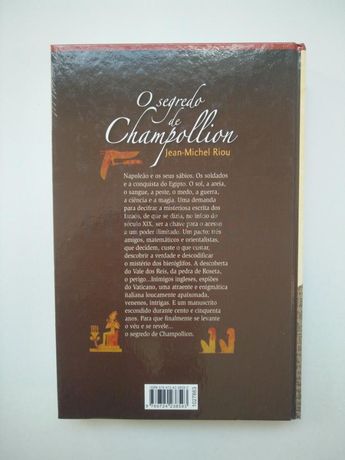 O segredo
de
Champollion
Jean-Michel Riou
Napoleão e os seus sábios. Os soldados
e a conquista do Egipto. O sol, a areia,
o sangue, a peste, o medo, a guerra,
a ciência e a magia. Uma demanda
para decifrar a misteriosa escrita dos
faraós, de que se dizia, no início do
século XIX, ser a chave para o acesso
a um poder ilimitado. Um pacto: três
amigos, matemáticos e orientalistas,
que decidem, custe o que custar,
descobrir a verdade e descodificar
o mistério dos hieróglifos. A descoberta
do Vale dos Reis, da pedra de Roseta,
o perigo...Inimigos ingleses, espiões
do Vaticano, uma atraente e enigmática
italiana loucamente apaixonada,
venenos, intrigas. E um manuscrito
escondido durante cento e cinquenta
anos. Para que finalmente se levante
o véu e se revele...
o segredo de Champollion.